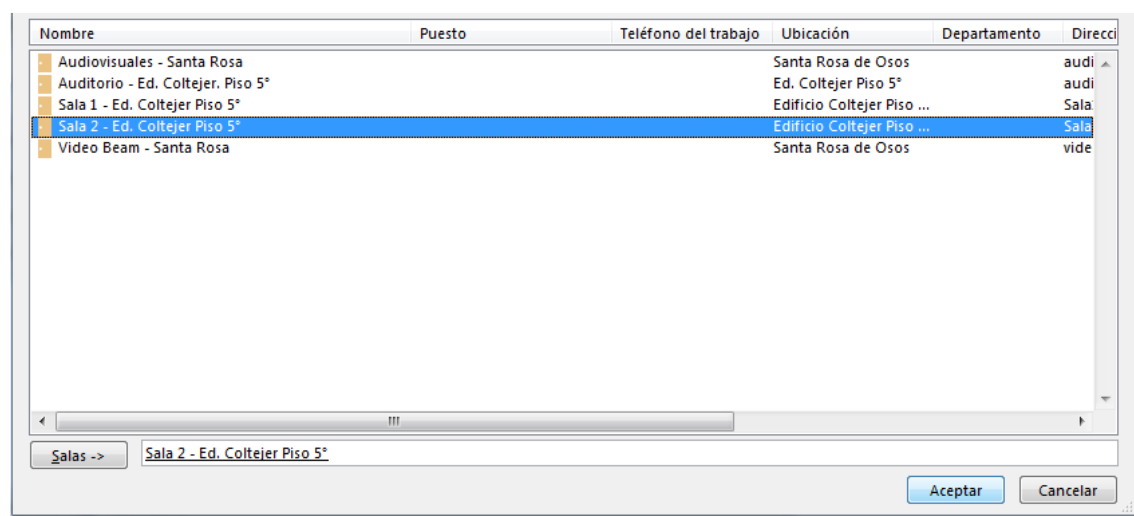 Nombre Puesto Teléfono del trabajo Ubicación Departamento Direcci
Audiovisuales - Santa Rosa Santa Rosa de Osos audi
Auditorio - Ed. Coltejer. Piso 5° Ed. Coltejer Piso 5° audi
Sala 1 - Ed. Coltejer Piso 5° Edificio Coltejer Piso ... Sala
Sala 2 - Ed. Coltejer Piso 5° Edificio Coltejer Piso ... Sala
Video Beam - Santa Rosa Santa Rosa de Osos vide
Salas -> Sala 2 - Ed. Coltejer Piso 5°
Aceptar Cancelar